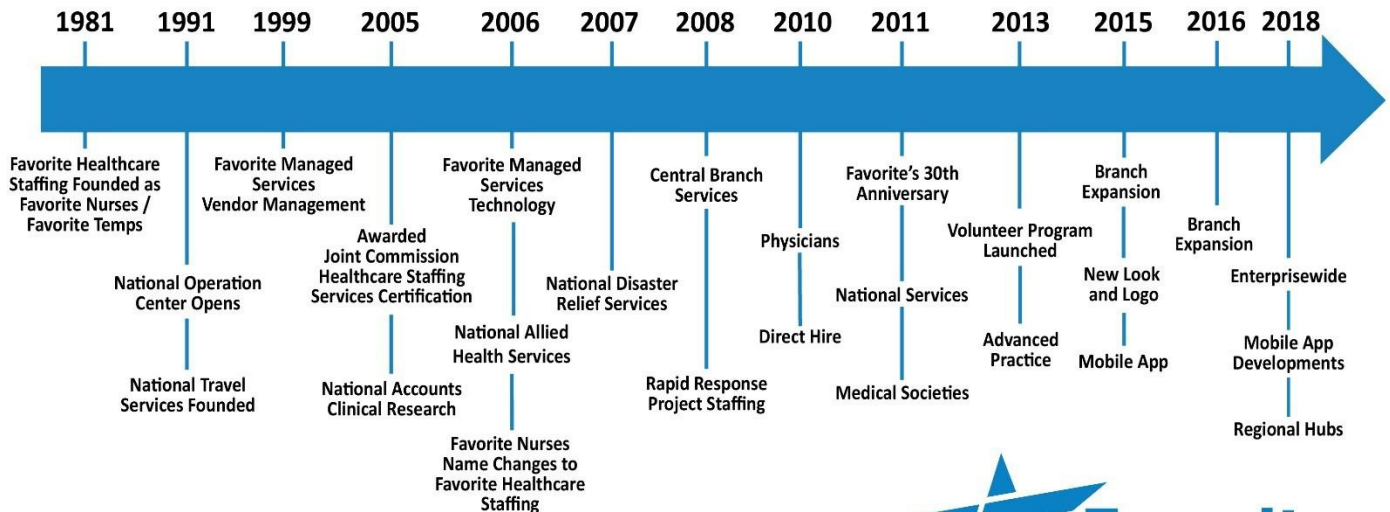 1981 1991 1999 2005 2006 2007 2008 2010 2011 2013 2015 2016 2018
Favorite Healthcare
Staffing Founded as
Favorite Nurses /
Favorite Temps
National Operation
Center Opens
National Travel
Services Founded
Favorite Managed
Services
Vendor Management
Awarded
Joint Commission
Healthcare Staffing
Services Certification
National Accounts
Clinical Research
Favorite Managed
Services
Technology
National Allied
Health Services
Favorite Nurses
Name Changes to
Favorite Healthcare
Staffing
National Disaster
Relief Services
Central Branch
Services
Rapid Response
Project Staffing
Physicians
Direct Hire
Favorite's 30th
Anniversary
National Services
Medical Societies
Volunteer Program
Launched
Advanced
Practice
Branch
Expansion
New Look
and Logo
Mobile App
Branch
Expansion
Enterprisewide
Mobile App
Developments
Regional Hubs